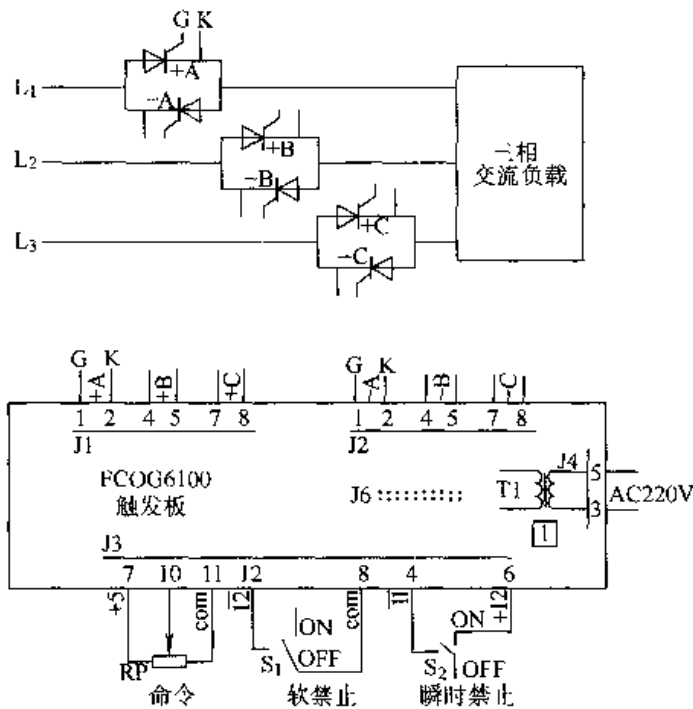 G K
+A
L1
-A
+B
L2
-B
+C
L3
-C
三相
交流负载
G K G K
+A +B +C -A -B -C
1 2 4 5 7 8 1 2 4 5 7 8
J1 J2
FCOG6100
触发板
J6
T1
J4
5
3
AC220V
1
J3
7 10 11 12 8 4 6
+5 com I2 com I1 +12
RP
命令
S1
ON
OFF
软禁止
S2
ON
OFF
瞬时禁止